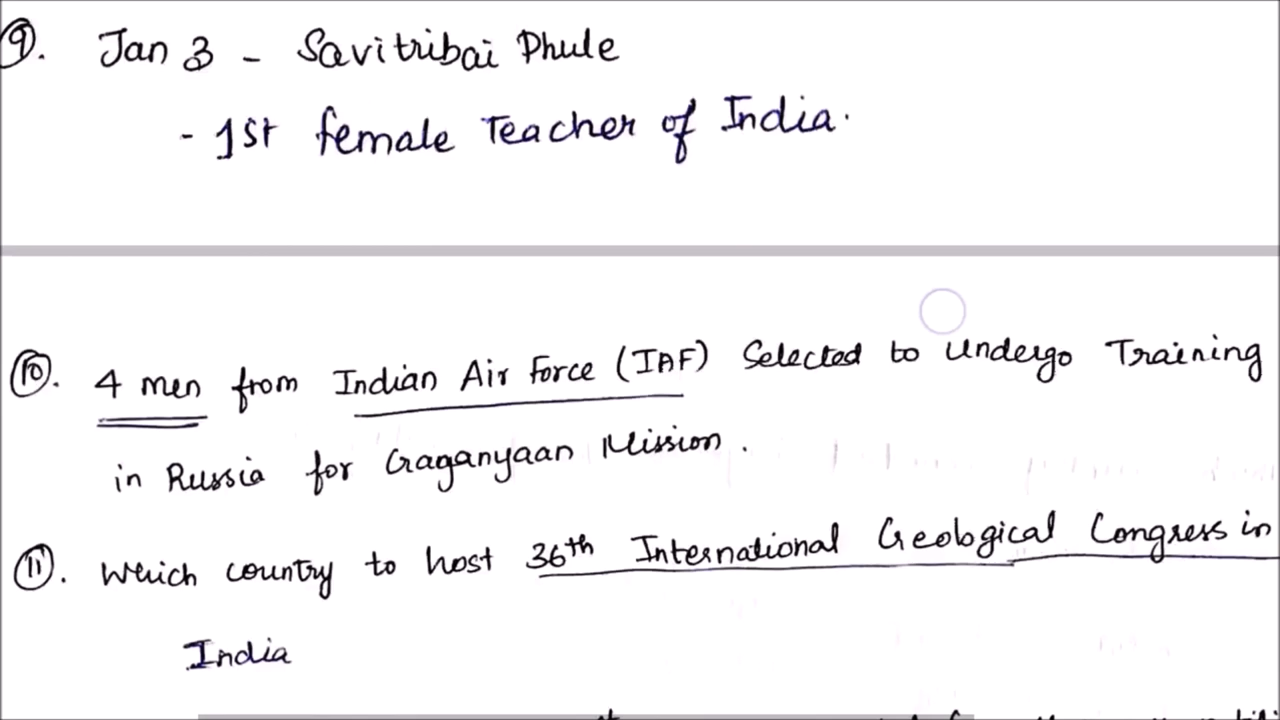 9. Jan 3 - Savitribai Phule
- 1st female Teacher of India.
10. 4 men from Indian Air Force (IAF) Selected to Undergo Training
in Russia for Gaganyaan Mission.
11. Which country to host 36th International Geological Congress in
India